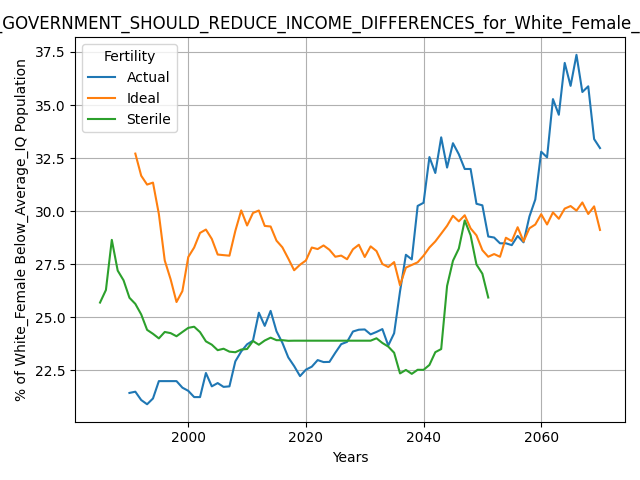 _GOVERNMENT_SHOULD_REDUCE_INCOME_DIFFERENCES_for_White_Female_
Fertility
Actual
Ideal
Sterile
% of White_Female Below_Average_IQ Population
37.5
35.0
32.5
30.0
27.5
25.0
22.5
2000
2020
2040
2060
Years